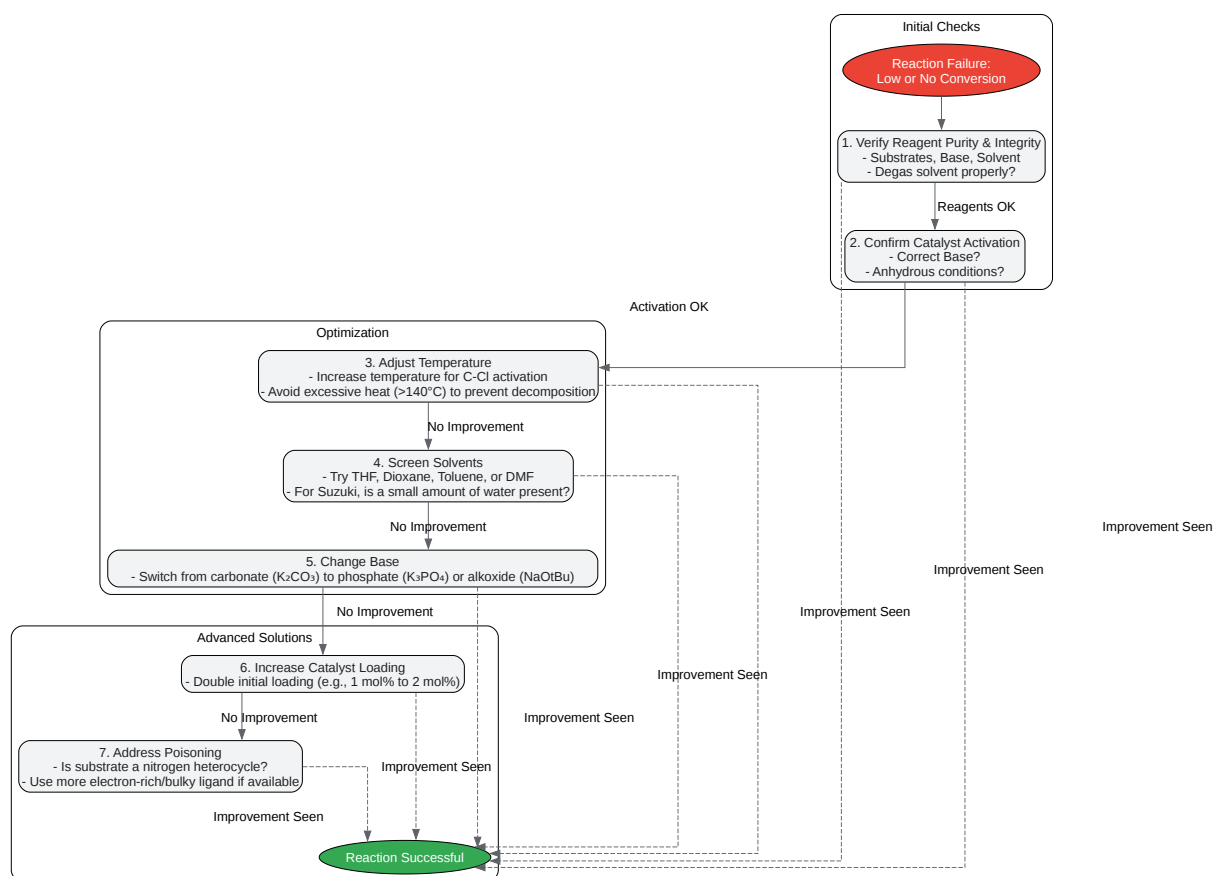 Initial Checks
Reaction Failure:
Low or No Conversion
1. Verify Reagent Purity & Integrity
- Substrates, Base, Solvent
- Degas solvent properly?
Reagents OK
2. Confirm Catalyst Activation
- Correct Base?
- Anhydrous conditions?
Activation OK
Optimization
3. Adjust Temperature
- Increase temperature for C-Cl activation
- Avoid excessive heat (>140°C) to prevent decomposition
No Improvement
4. Screen Solvents
- Try THF, Dioxane, Toluene, or DMF
- For Suzuki, is a small amount of water present?
No Improvement
Improvement Seen
5. Change Base
- Switch from carbonate (K₂CO₃) to phosphate (K₃PO₄) or alkoxide (NaOtBu)
Improvement Seen
No Improvement
Improvement Seen
Advanced Solutions
6. Increase Catalyst Loading
- Double initial loading (e.g., 1 mol% to 2 mol%)
Improvement Seen
No Improvement
Improvement Seen
7. Address Poisoning
- Is substrate a nitrogen heterocycle?
- Use more electron-rich/bulky ligand if available
Improvement Seen
Improvement Seen
Reaction Successful